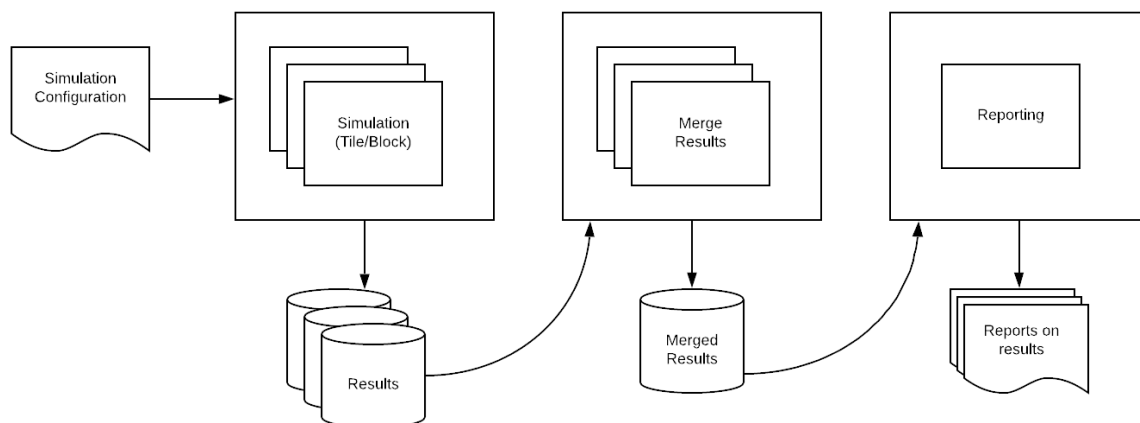 Simulation
Configuration
Simulation
(Tile/Block)
Merge
Results
Reporting
Results
Merged
Results
Reports on
results